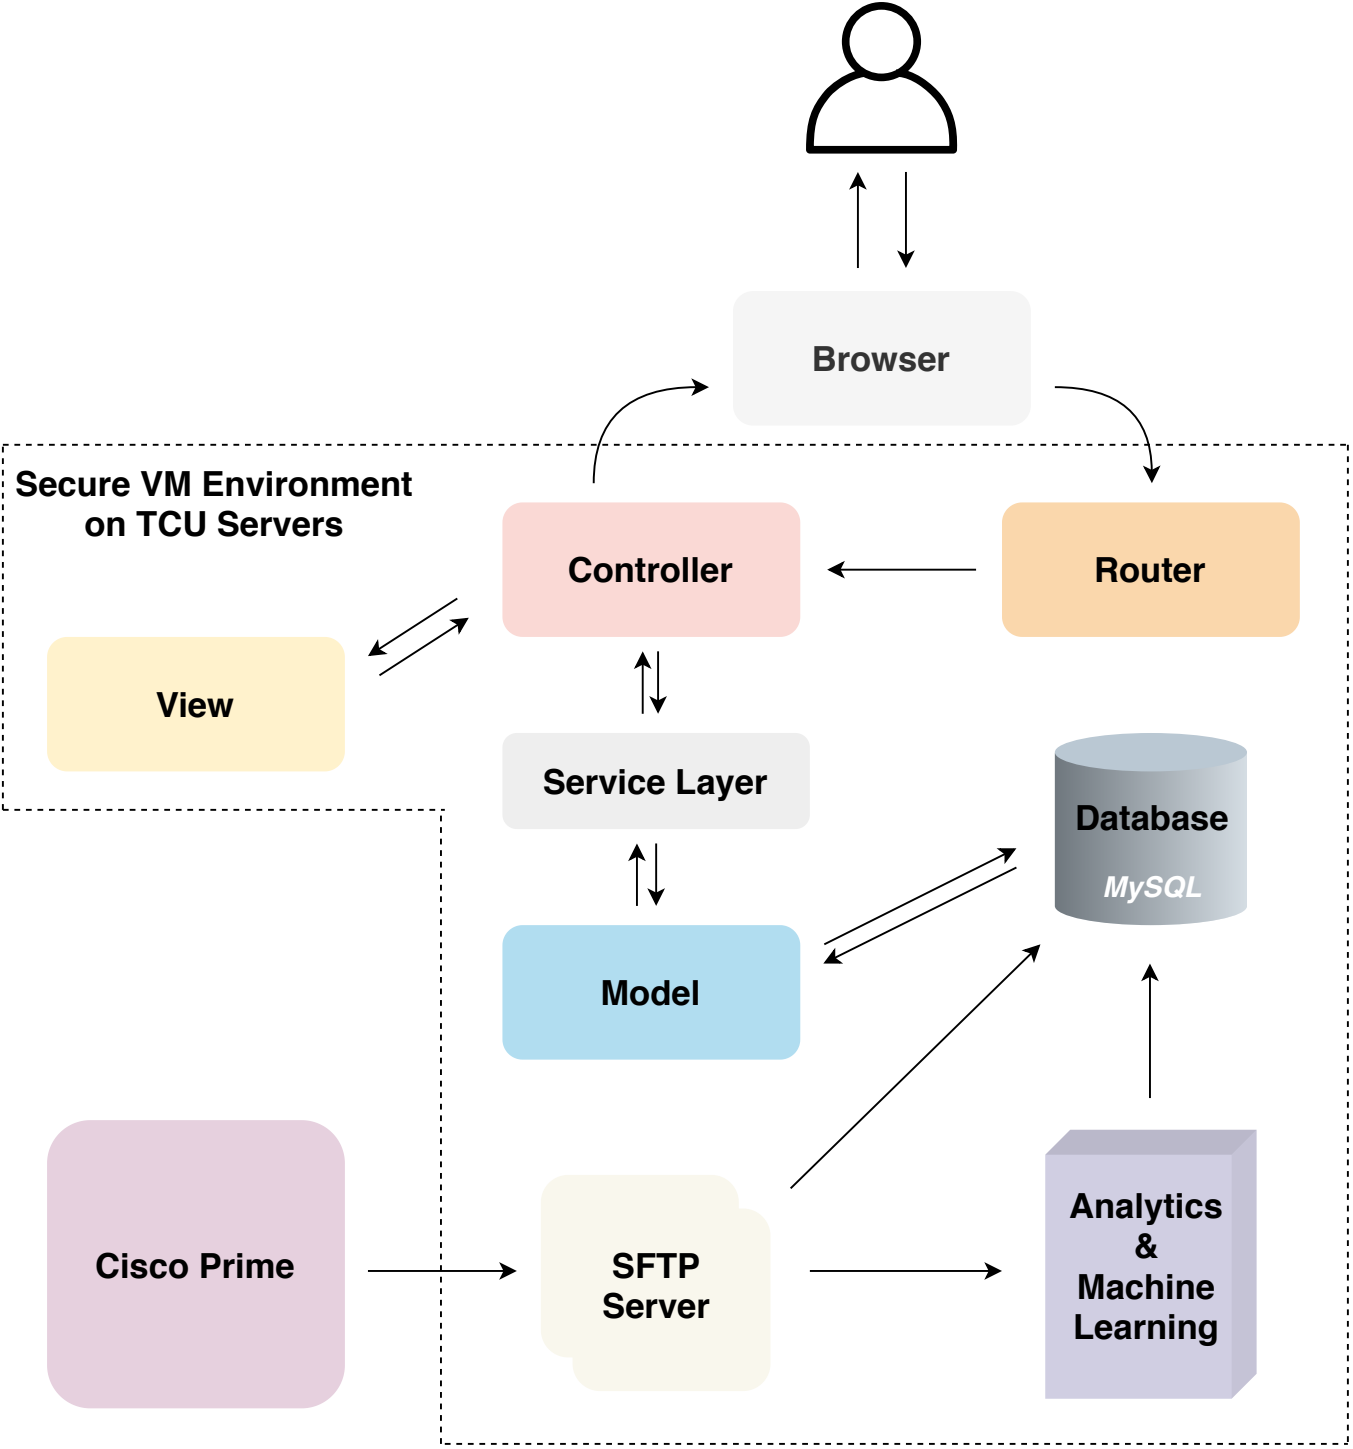 Browser
Secure VM Environment
on TCU Servers
Controller
Router
View
Service Layer
Database
MySQL
Model
Cisco Prime
SFTP
Server
Analytics
&
Machine
Learning